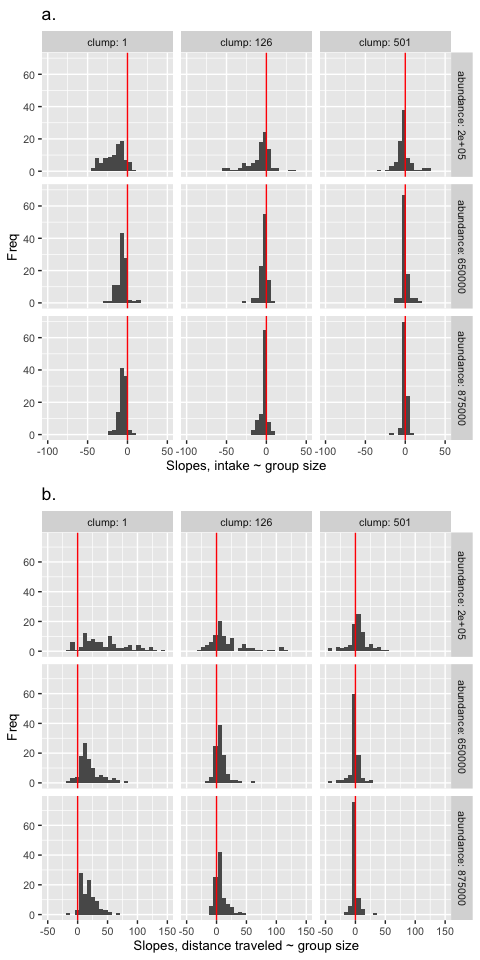 a.
clump: 1 clump: 126 clump: 501
60
40
20
0
abundance: 2e+05
60
40
20
0
abundance: 650000
60
40
20
0
abundance: 875000
Freq
-100 -50 0 50 -100 -50 0 50 -100 -50 0 50
Slopes, intake ~ group size
b.
clump: 1 clump: 126 clump: 501
60
40
20
0
abundance: 2e+05
60
40
20
0
abundance: 650000
60
40
20
0
abundance: 875000
Freq
-50 0 50 100 150 -50 0 50 100 150 -50 0 50 100 150
Slopes, distance traveled ~ group size